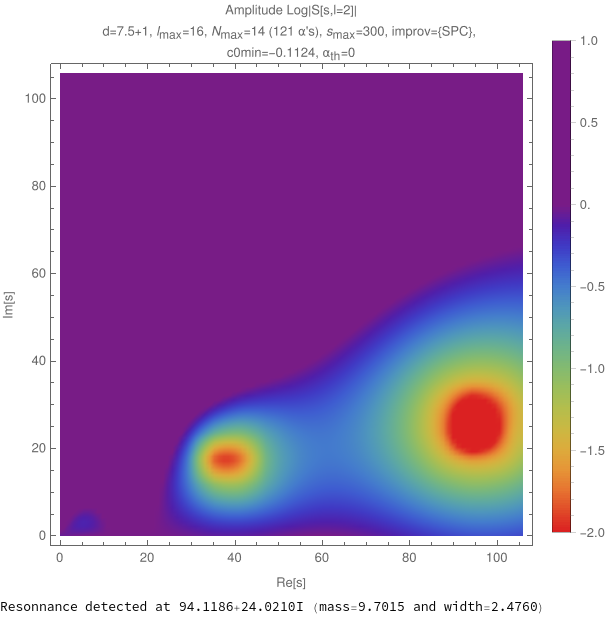 Amplitude Log|S[s,l=2]|
d=7.5+1, lmax=16, Nmax=14 (121 α's), smax=300, improv={SPC},
c0min=−0.1124, αth=0
1.0
0.5
0.
−0.5
−1.0
−1.5
−2.0
100
80
60
40
20
0
Im[s]
0 20 40 60 80 100
Re[s]
Resonnance detected at 94.1186+24.0210I (mass=9.7015 and width=2.4760)